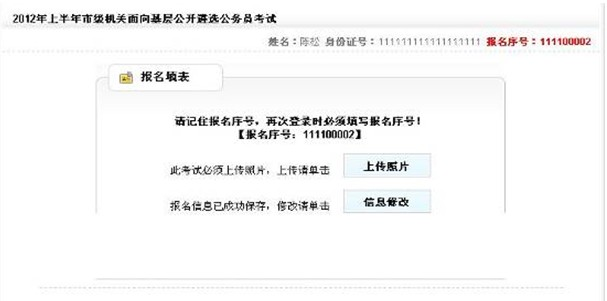 2012年上半年市级机关面向基层公开遴选公务员考试
姓名：陈松 身份证号：111111111111111111 报名序号：111100002
报名填表
请记住报名序号，再次登录时必须填写报名序号！
【报名序号：111100002】
此考试必须上传照片，上传请单击 上传照片
报名信息已成功保存，修改请单击 信息修改